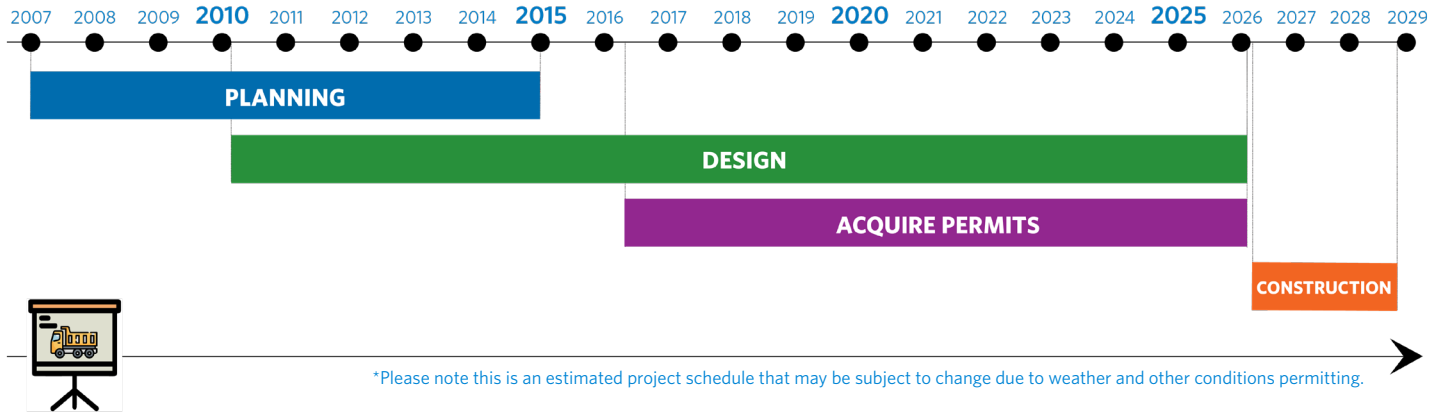 2007 2008 2009 2010 2011 2012 2013 2014 2015 2016 2017 2018 2019 2020 2021 2022 2023 2024 2025 2026 2027 2028 2029
PLANNING
DESIGN
ACQUIRE PERMITS
CONSTRUCTION
*Please note this is an estimated project schedule that may be subject to change due to weather and other conditions permitting.